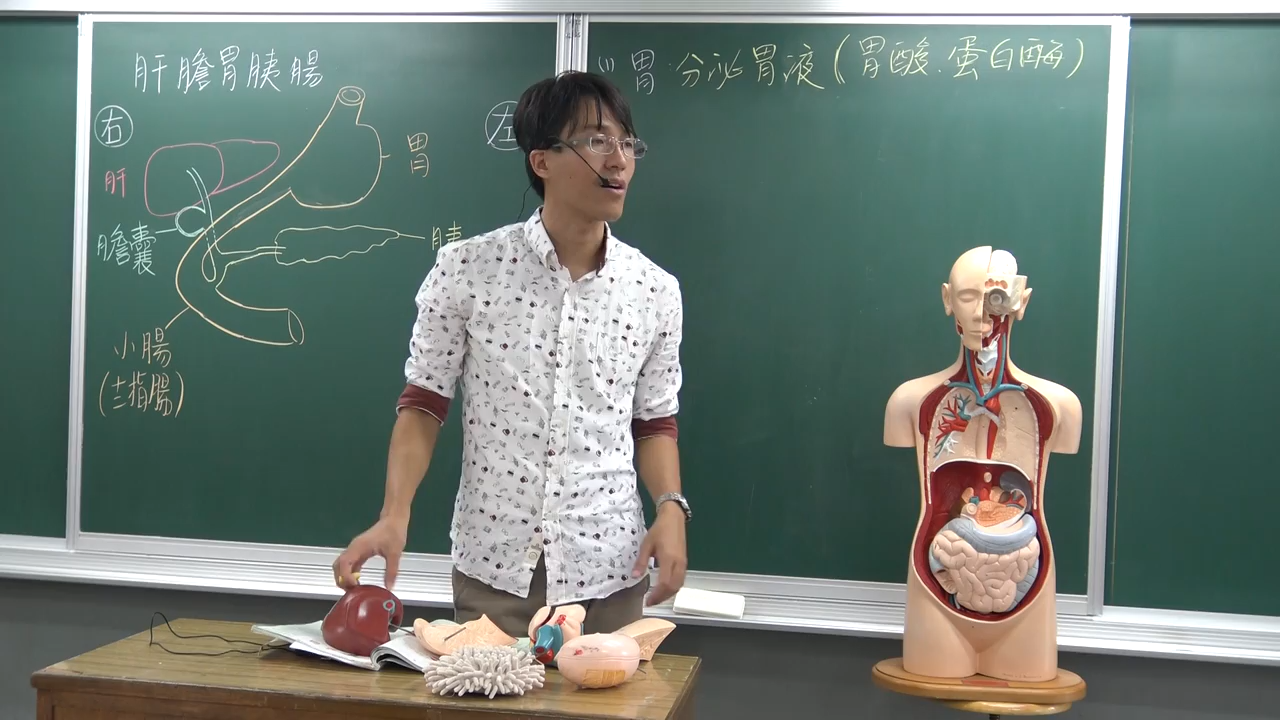 肝膽胃胰腸
右
左
肝
胃
膽囊
胰
小腸
(十二指腸)
(1)胃:分泌胃液(胃酸、蛋白酶)